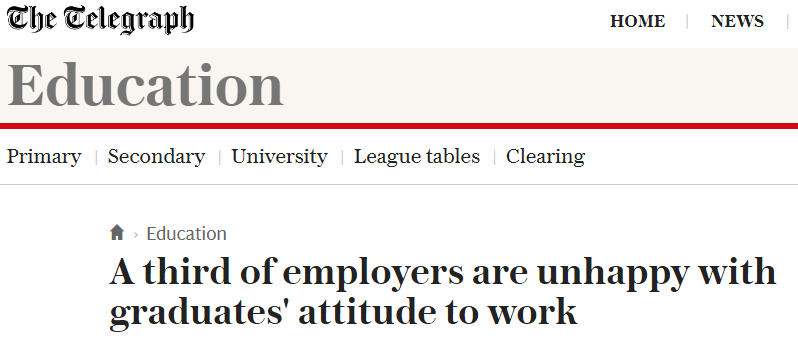 The Telegraph
HOME | NEWS |
Education
Primary | Secondary | University | League tables | Clearing
› Education
A third of employers are unhappy with
graduates' attitude to work